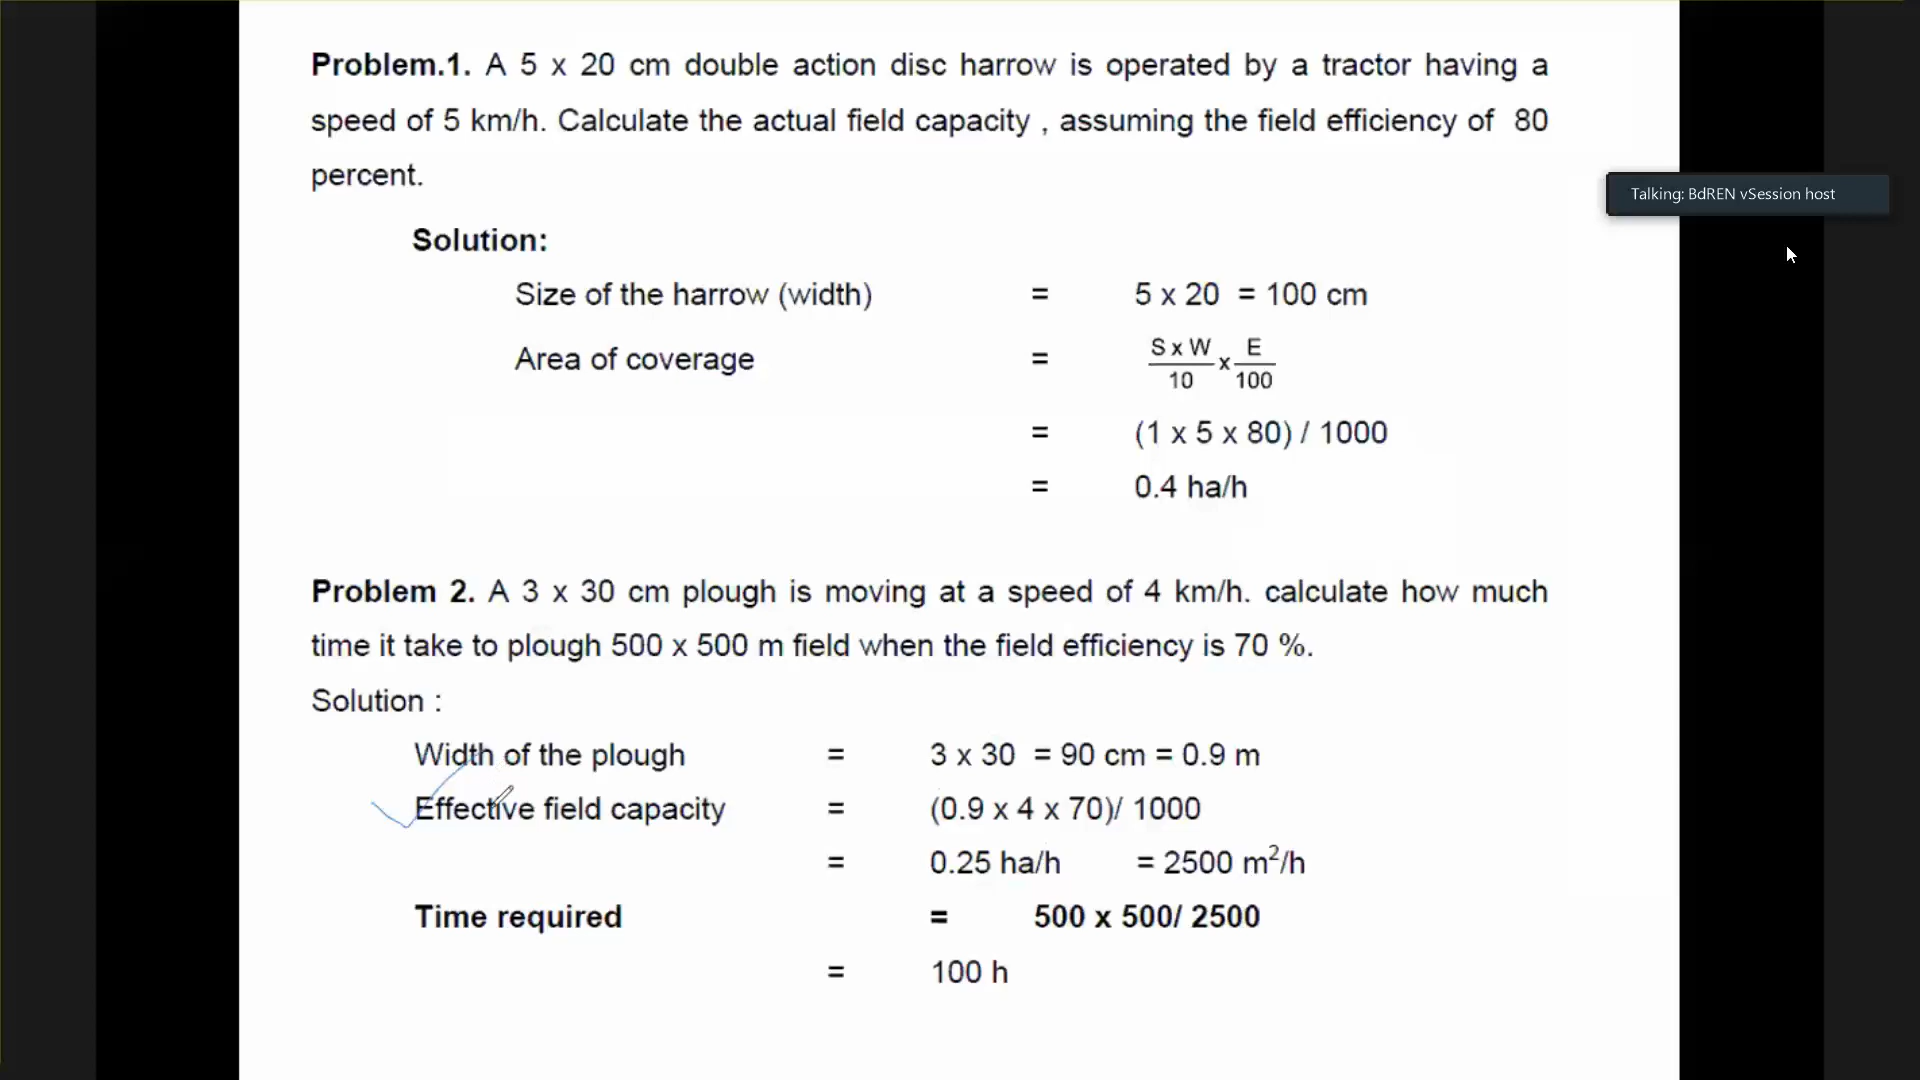 Problem.1. A 5 x 20 cm double action disc harrow is operated by a tractor having a
speed of 5 km/h. Calculate the actual field capacity , assuming the field efficiency of 80
percent.
Talking: BdREN vSession host
Solution:
Size of the harrow (width) = 5 x 20 = 100 cm
Area of coverage = S x W/10 x E/100
= (1 x 5 x 80) / 1000
= 0.4 ha/h
Problem 2. A 3 x 30 cm plough is moving at a speed of 4 km/h. calculate how much
time it take to plough 500 x 500 m field when the field efficiency is 70 %.
Solution :
Width of the plough = 3 x 30 = 90 cm = 0.9 m
Effective field capacity = (0.9 x 4 x 70)/ 1000
= 0.25 ha/h = 2500 m²/h
Time required = 500 x 500/ 2500
= 100 h